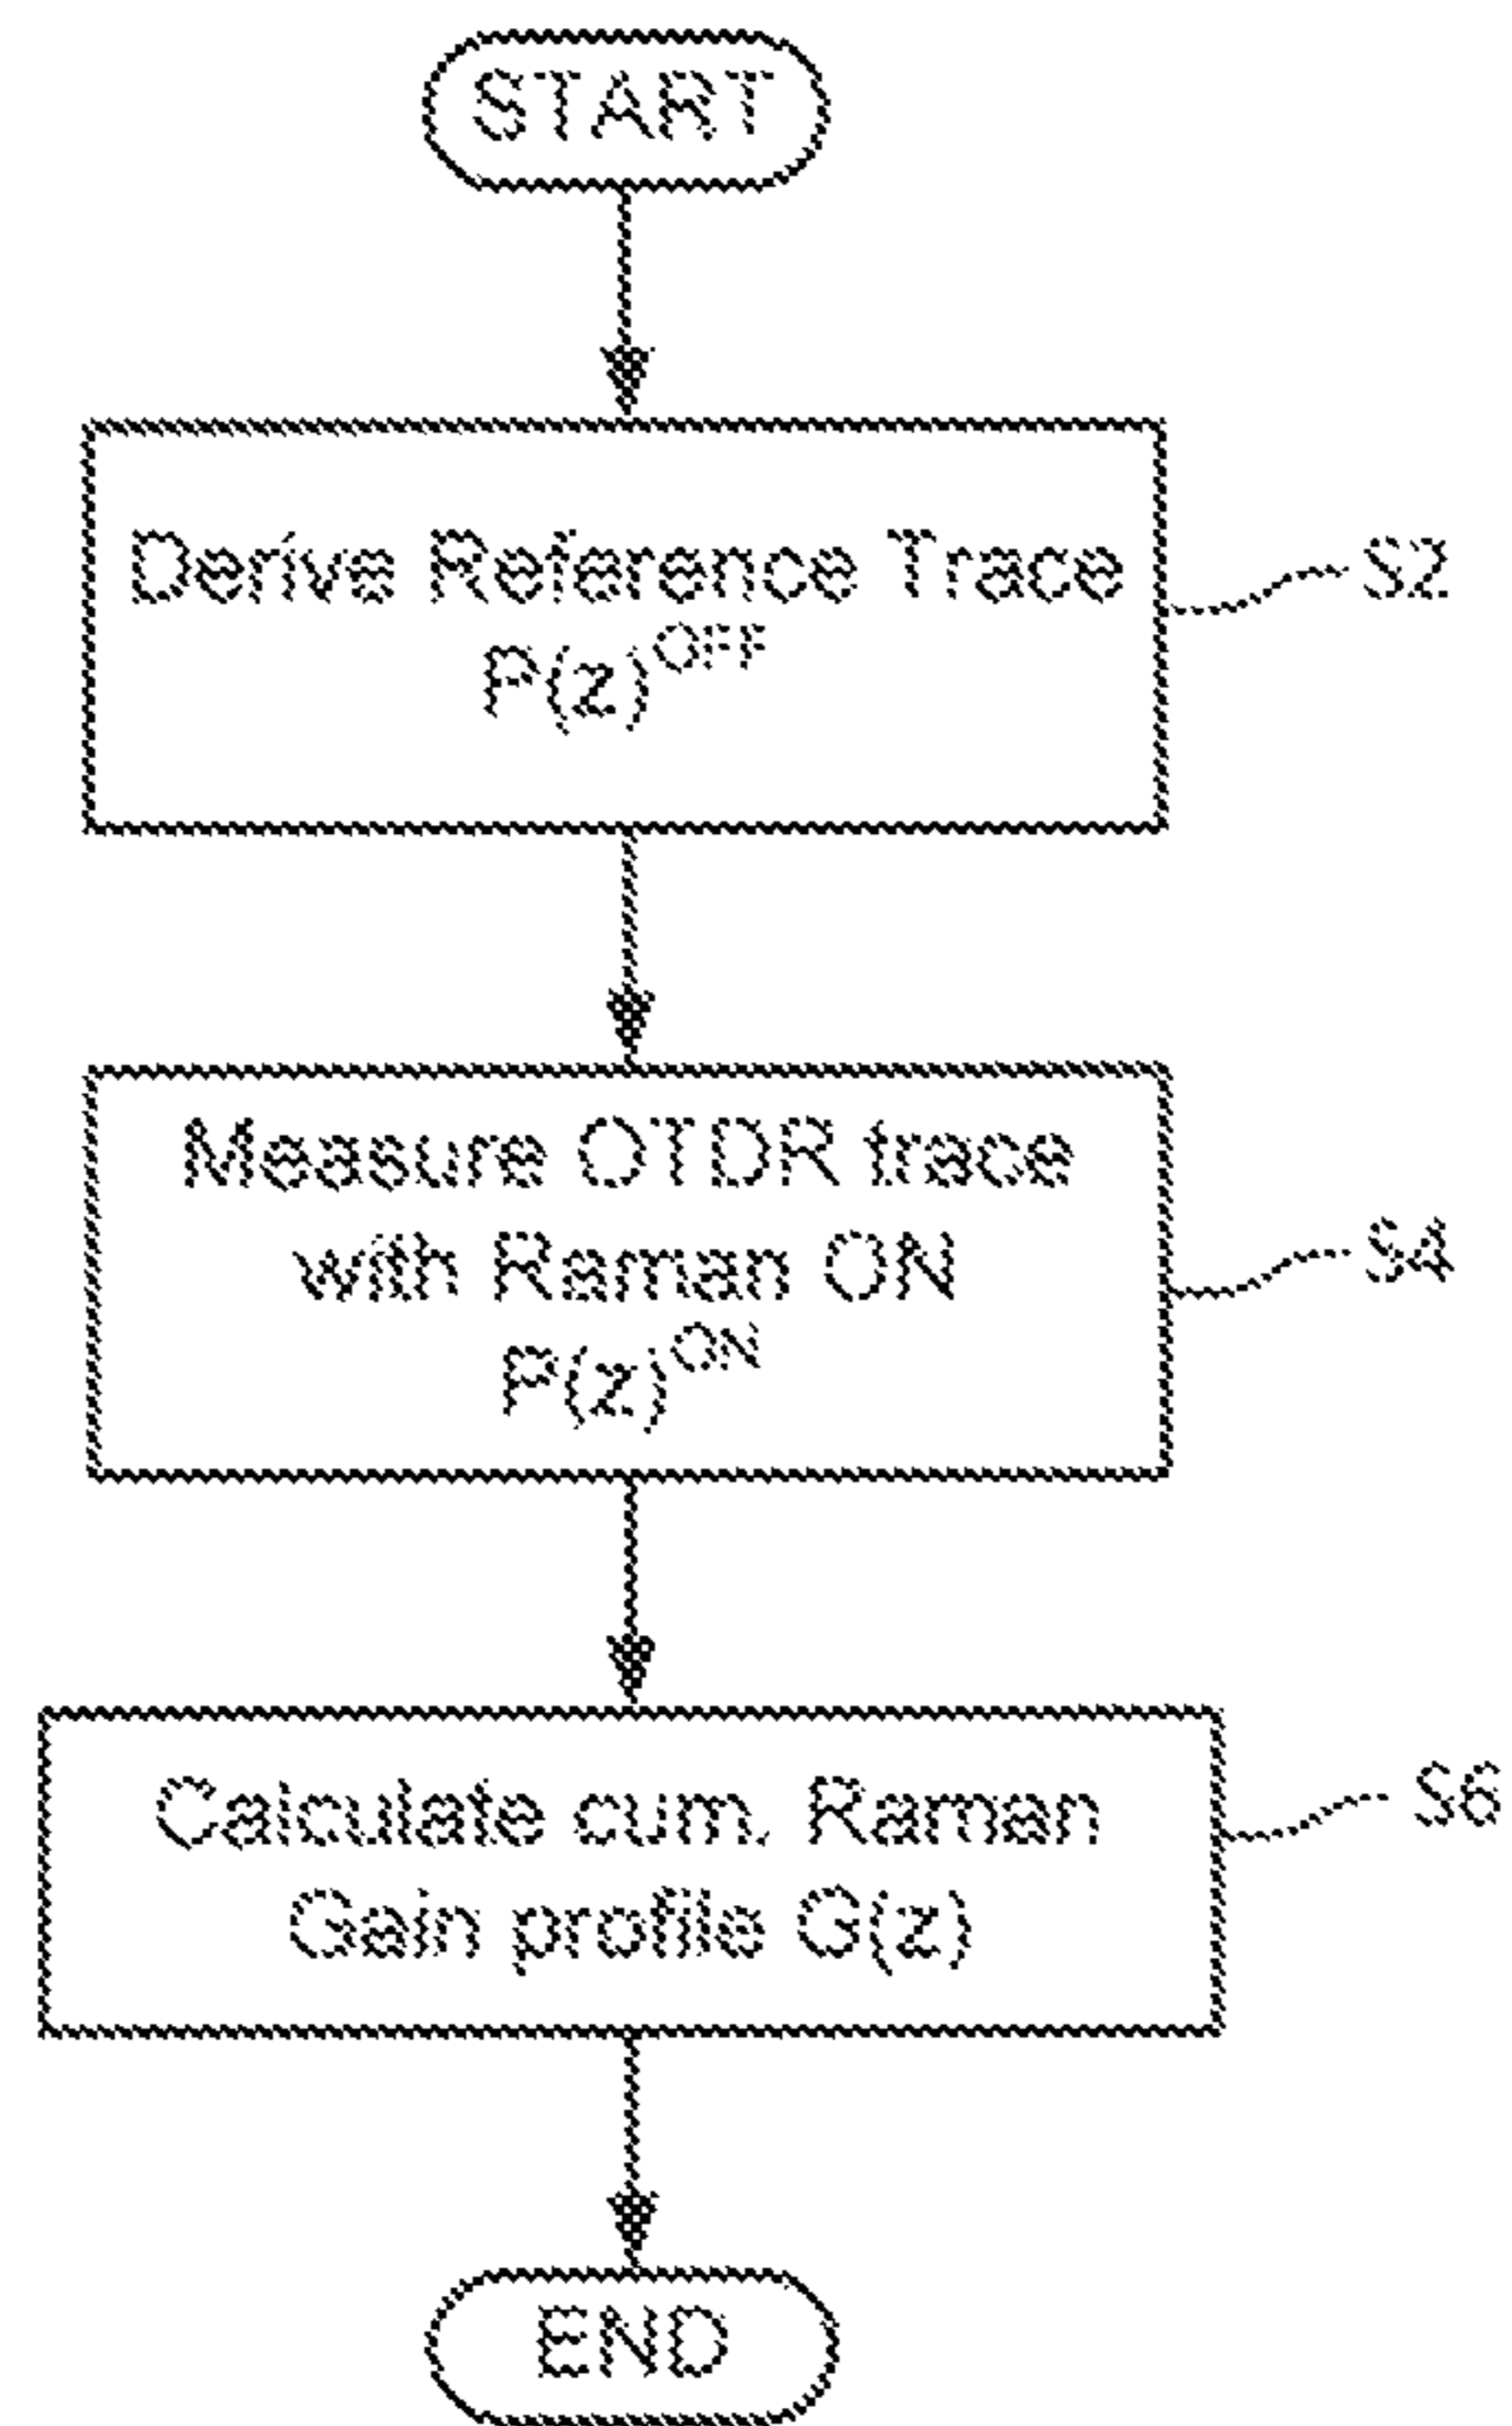 START
Derive Reference Trace
P(z)^OFF
S2
Measure OTDR trace
with Raman ON
P(z)^ON
S4
Calculate cum. Raman
Gain profile G(z)
S6
END